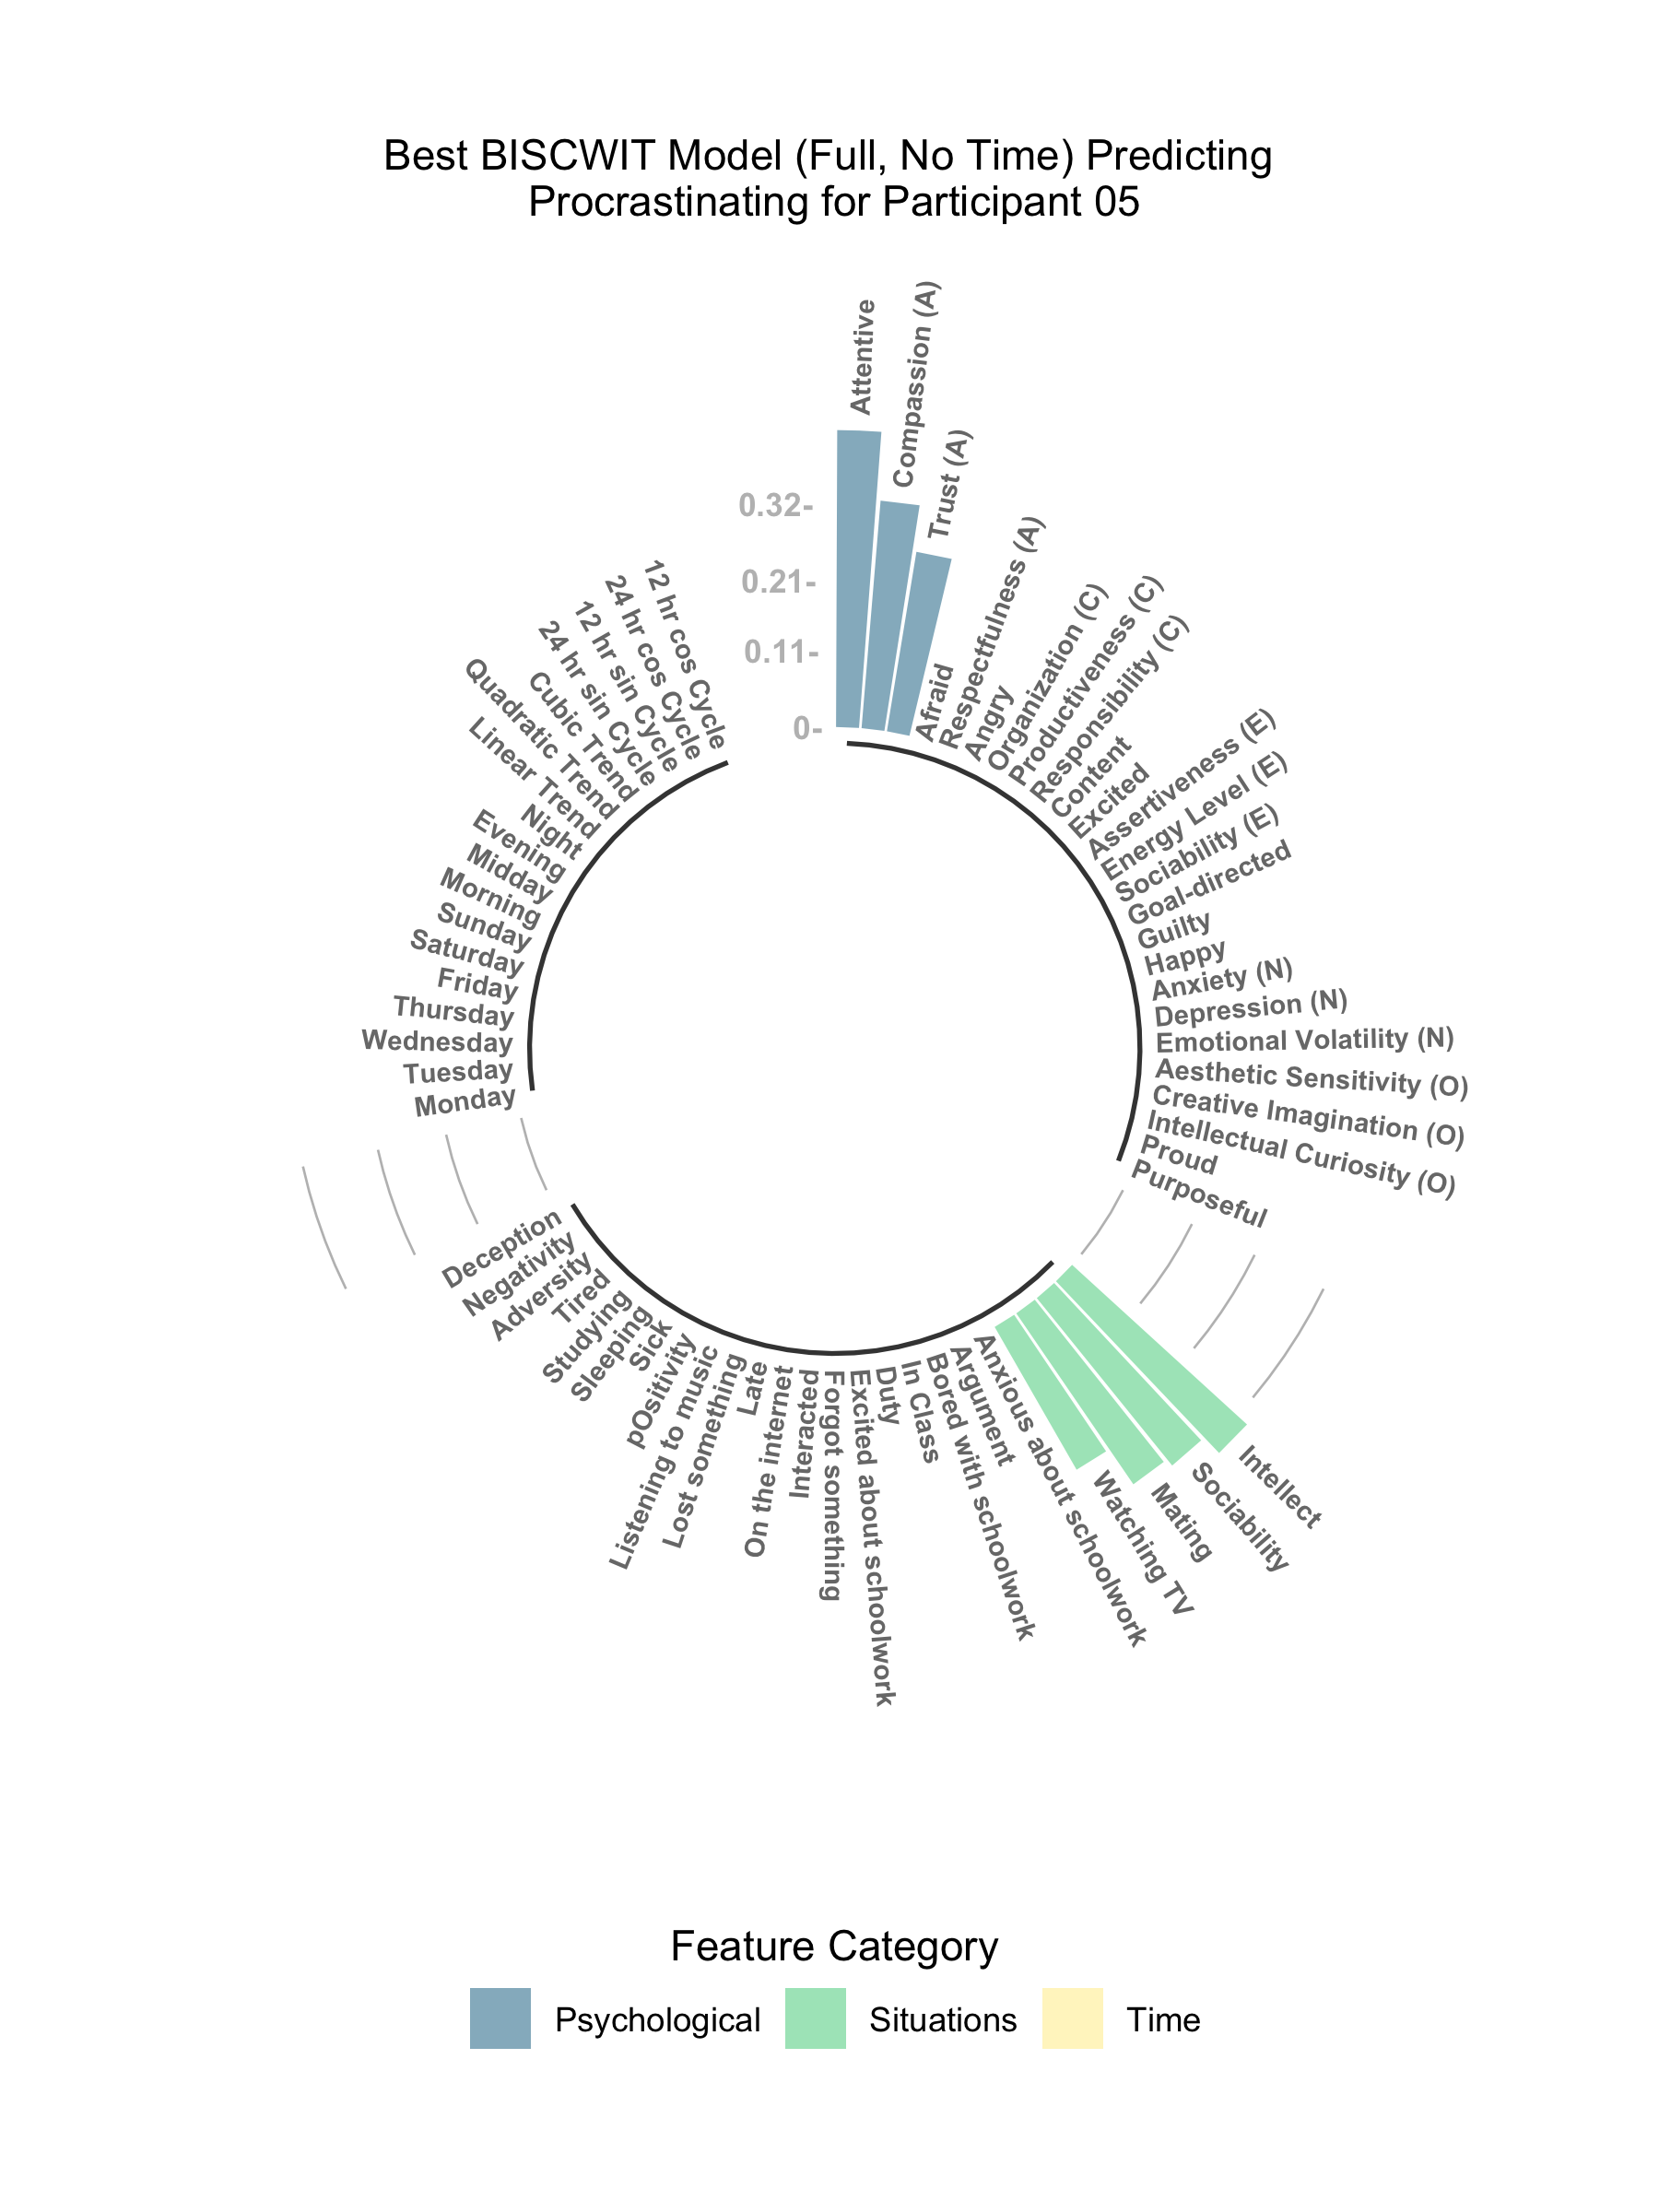 Best BISCWIT Model (Full, No Time) Predicting
Procrastinating for Participant 05
0.32-
0.21-
0.11-
0-
Attentive
Compassion (A)
Trust (A)
Afraid
Respectfulness (A)
Angry
Organization (C)
Productiveness (C)
Responsibility (C)
Content
Excited
Assertiveness (E)
Energy Level (E)
Sociability (E)
Goal-directed
Guilty
Happy
Anxiety (N)
Depression (N)
Emotional Volatility (N)
Aesthetic Sensitivity (O)
Creative Imagination (O)
Intellectual Curiosity (O)
Proud
Purposeful
Intellect
Sociability
Mating
Watching TV
Anxious about schoolwork
Argument
Bored with schoolwork
In Class
Duty
Excited about schoolwork
Forgot something
Interacted
On the internet
Late
Lost something
Listening to music
pOsitivity
Sick
Sleeping
Studying
Tired
Adversity
Negativity
Deception
Monday
Tuesday
Wednesday
Thursday
Friday
Saturday
Sunday
Morning
Midday
Evening
Night
Linear Trend
Quadratic Trend
Cubic Trend
24 hr sin Cycle
12 hr sin Cycle
24 hr cos Cycle
12 hr cos Cycle
Feature Category
Psychological
Situations
Time